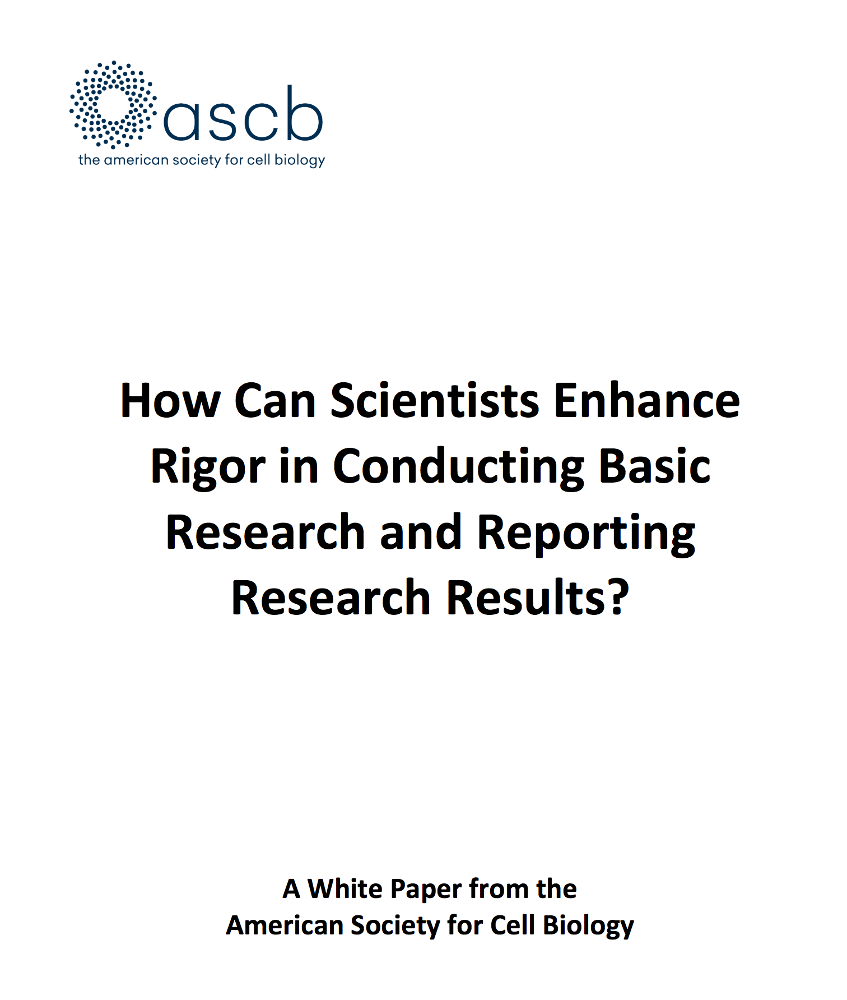 ascb
the american society for cell biology
How Can Scientists Enhance
Rigor in Conducting Basic
Research and Reporting
Research Results?
A White Paper from the
American Society for Cell Biology